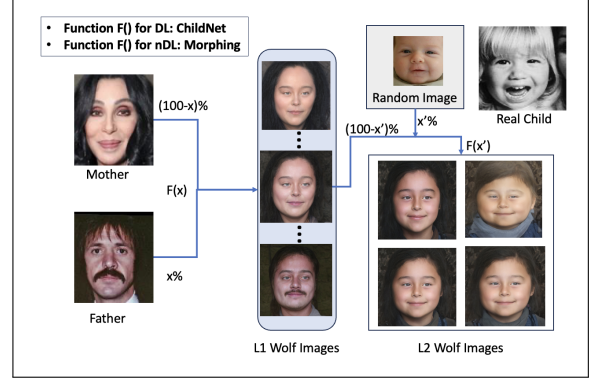 • Function F() for DL: ChildNet
• Function F() for nDL: Morphing
Mother
(100-x)%
F(x)
x%
Father
L1 Wolf Images
Random Image
x'%
(100-x')%
F(x')
Real Child
L2 Wolf Images